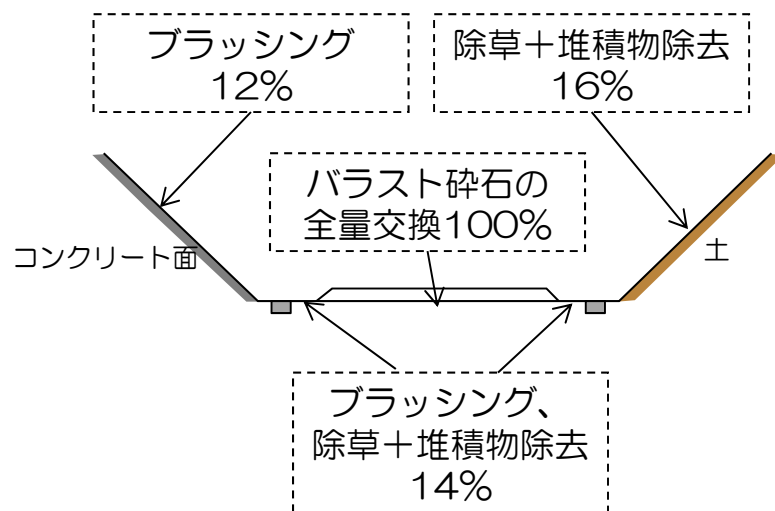 ブラッシング
12%
除草＋堆積物除去
16%
バラスト砕石の
全量交換100%
コンクリート面
土
ブラッシング、
除草＋堆積物除去
14%